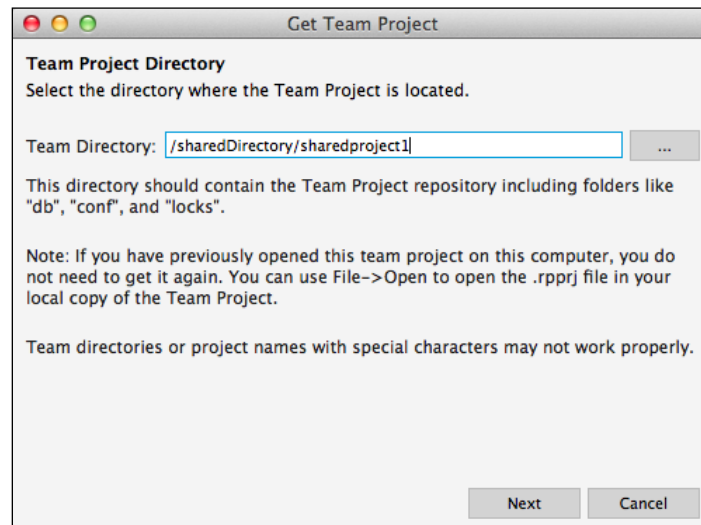 Get Team Project
Team Project Directory
Select the directory where the Team Project is located.
Team Directory: /sharedDirectory/sharedproject1 ...
This directory should contain the Team Project repository including folders like
"db", "conf", and "locks".
Note: If you have previously opened this team project on this computer, you do
not need to get it again. You can use File->Open to open the .rpprj file in your
local copy of the Team Project.
Team directories or project names with special characters may not work properly.
Next Cancel